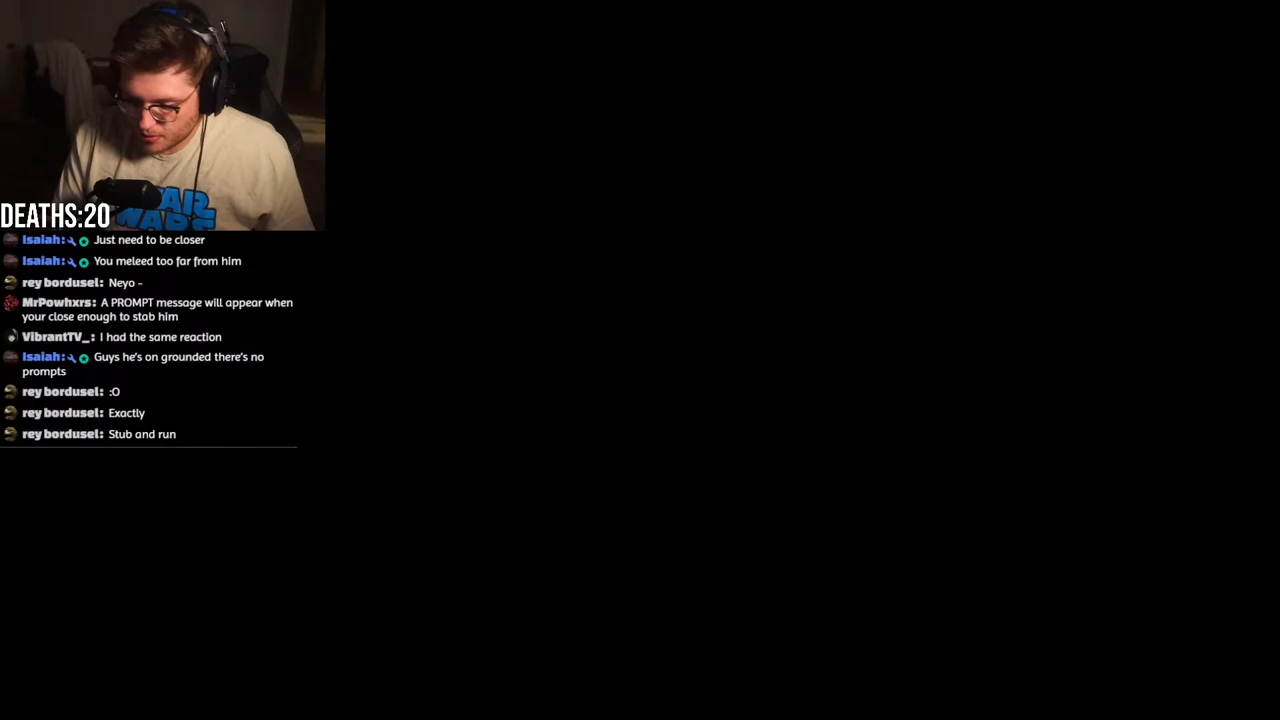 STAR
WARS
DEATHS:20
Isaiah: Just need to be closer
Isaiah: You meleed too far from him
rey bordusel: Neyo -
MrPowhxrs: A PROMPT message will appear when
your close enough to stab him
VibrantTV_: I had the same reaction
Isaiah: Guys he's on grounded there's no
prompts
rey bordusel: :O
rey bordusel: Exactly
rey bordusel: Stub and run